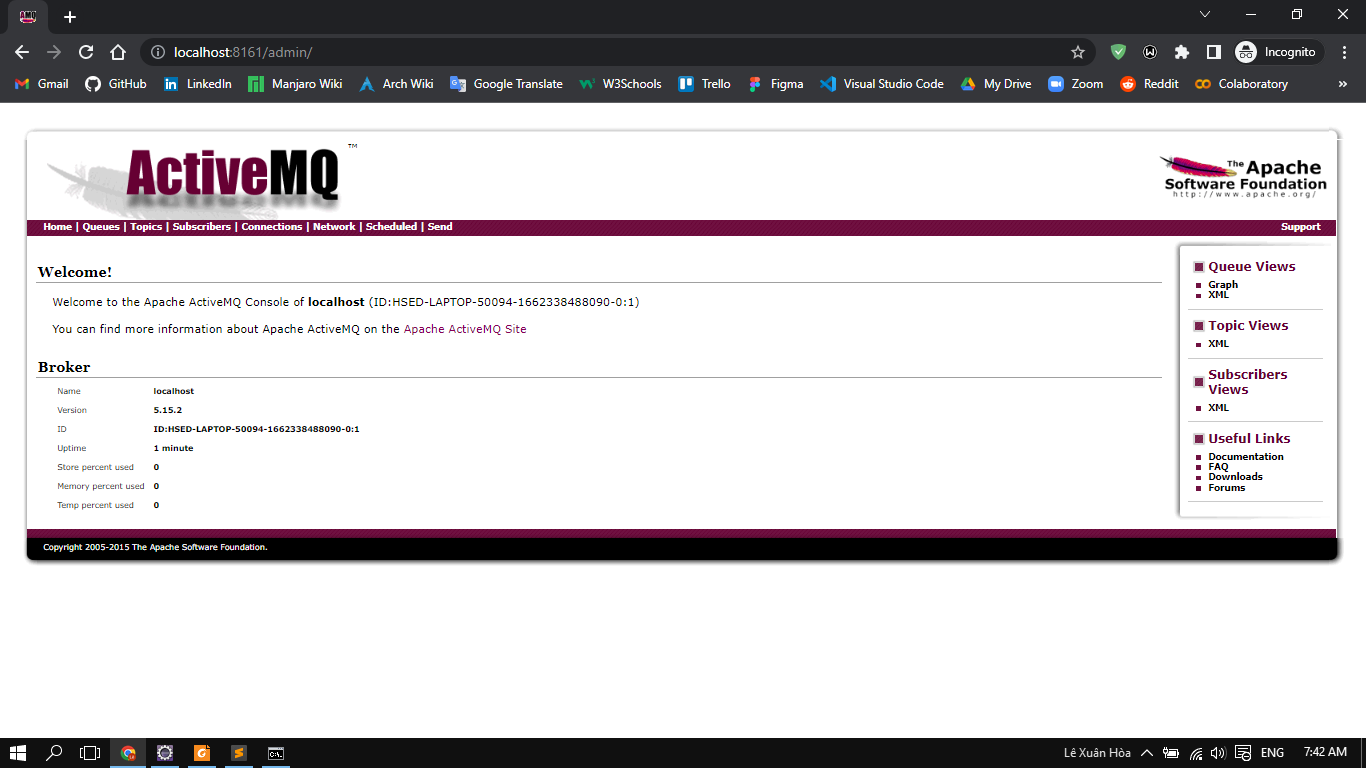 localhost:8161/admin/
Incognito
Gmail GitHub LinkedIn Manjaro Wiki Arch Wiki Google Translate W3Schools Trello Figma Visual Studio Code My Drive Zoom Reddit Colaboratory »
ActiveMQ™
The Apache
Software Foundation
http://www.apache.org/
Home | Queues | Topics | Subscribers | Connections | Network | Scheduled | Send
Support
Welcome!
Welcome to the Apache ActiveMQ Console of localhost (ID:HSED-LAPTOP-50094-1662338488090-0:1)
You can find more information about Apache ActiveMQ on the Apache ActiveMQ Site
Broker
Name localhost
Version 5.15.2
ID ID:HSED-LAPTOP-50094-1662338488090-0:1
Uptime 1 minute
Store percent used 0
Memory percent used 0
Temp percent used 0
Queue Views
Graph
XML
Topic Views
XML
Subscribers
Views
XML
Useful Links
Documentation
FAQ
Downloads
Forums
Copyright 2005-2015 The Apache Software Foundation.
Lê Xuân Hòa ENG 7:42 AM